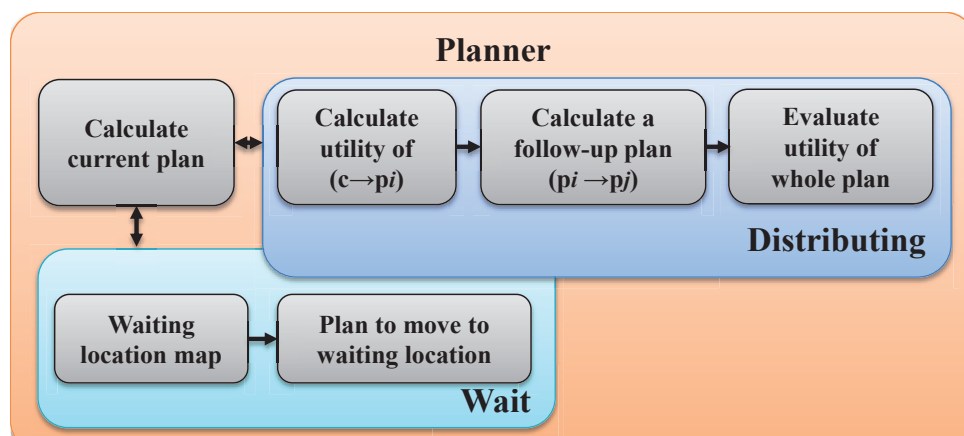 Planner
Calculate
current plan
Calculate
utility of
(c→pi)
Calculate a
follow-up plan
(pi →pj)
Evaluate
utility of
whole plan
Distributing
Waiting
location map
Plan to move to
waiting location
Wait